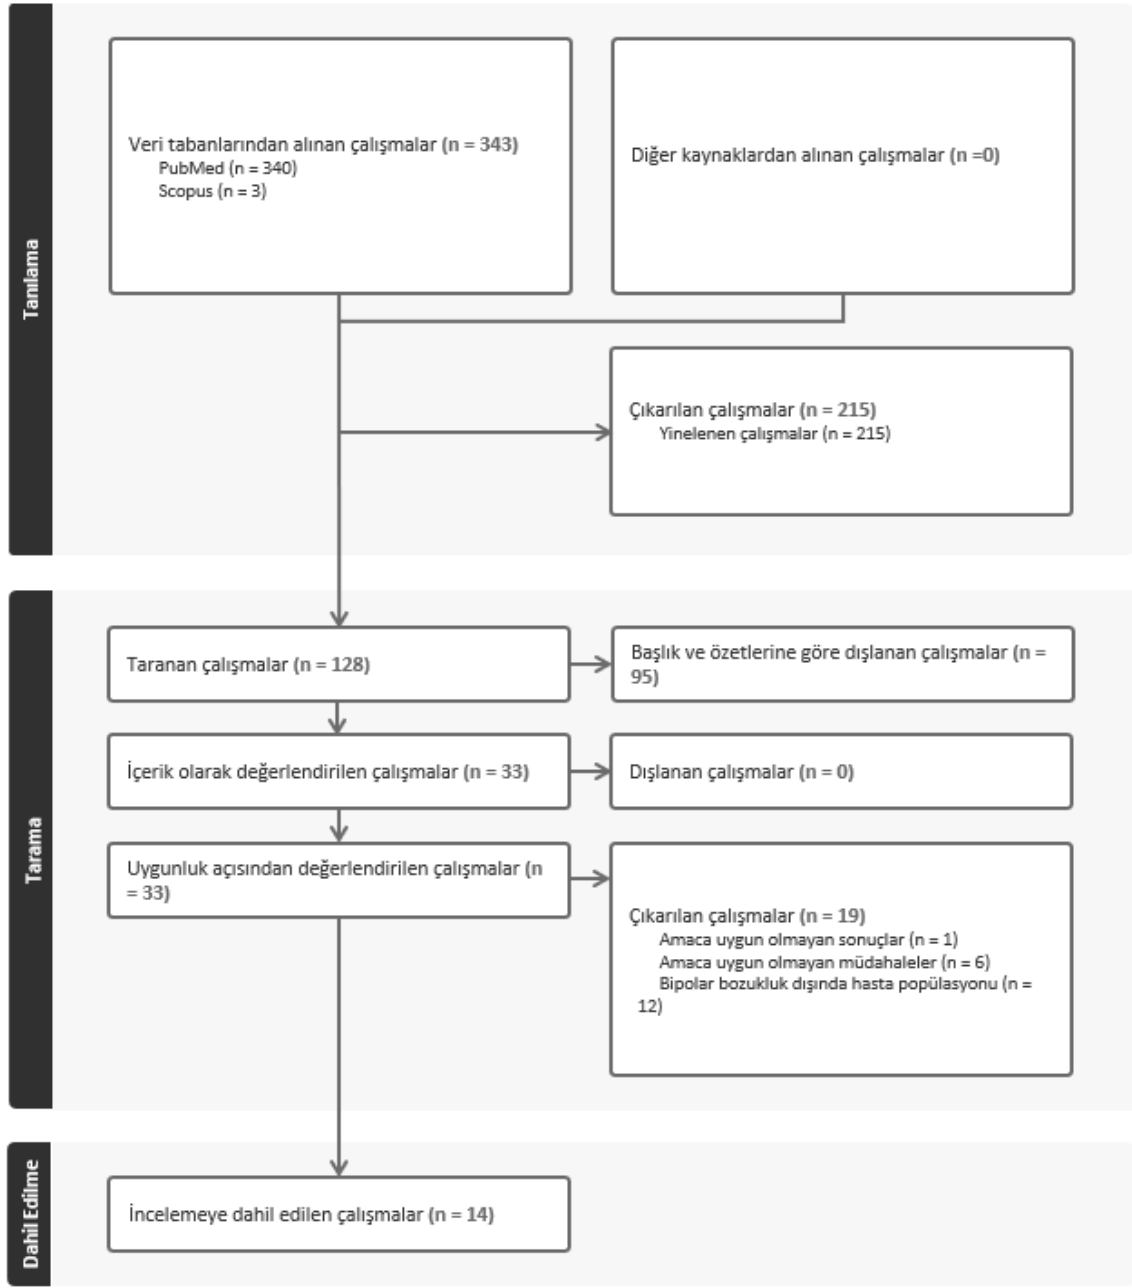 Tanılama
Veri tabanlarından alınan çalışmalar (n = 343)
PubMed (n = 340)
Scopus (n = 3)
Diğer kaynaklardan alınan çalışmalar (n =0)
Çıkarılan çalışmalar (n = 215)
Yinelenen çalışmalar (n = 215)
Tarama
Taranan çalışmalar (n = 128)
Başlık ve özetlerine göre dışlanan çalışmalar (n =
95)
İçerik olarak değerlendirilen çalışmalar (n = 33)
Dışlanan çalışmalar (n = 0)
Uygunluk açısından değerlendirilen çalışmalar (n
= 33)
Çıkarılan çalışmalar (n = 19)
Amaca uygun olmayan sonuçlar (n = 1)
Amaca uygun olmayan müdahaleler (n = 6)
Bipolar bozukluk dışında hasta popülasyonu (n =
12)
Dahil Edilme
İncelemeye dahil edilen çalışmalar (n = 14)